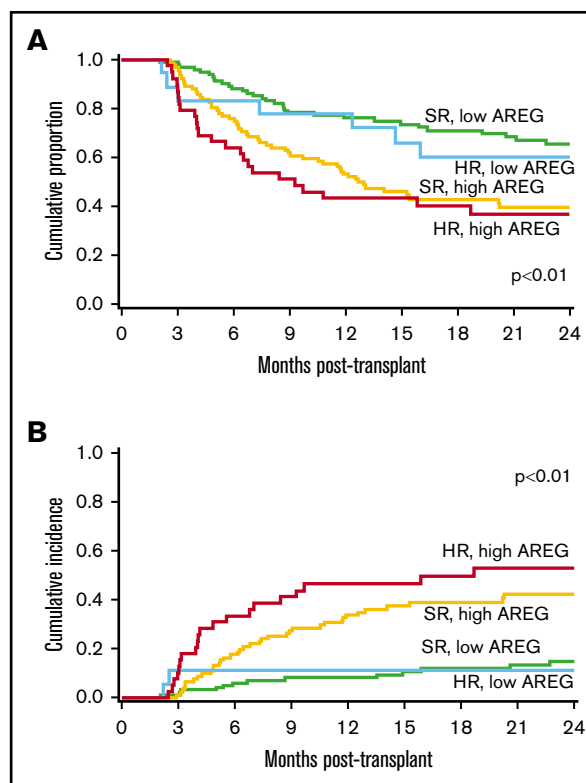 A
Cumulative proportion
1.0
0.8
0.6
0.4
0.2
0.0
SR, low AREG
HR, low AREG
SR, high AREG
HR, high AREG
p<0.01
0 3 6 9 12 15 18 21 24
Months post-transplant
B
Cumulative incidence
1.0
0.8
0.6
0.4
0.2
0.0
p<0.01
HR, high AREG
SR, high AREG
SR, low AREG
HR, low AREG
0 3 6 9 12 15 18 21 24
Months post-transplant